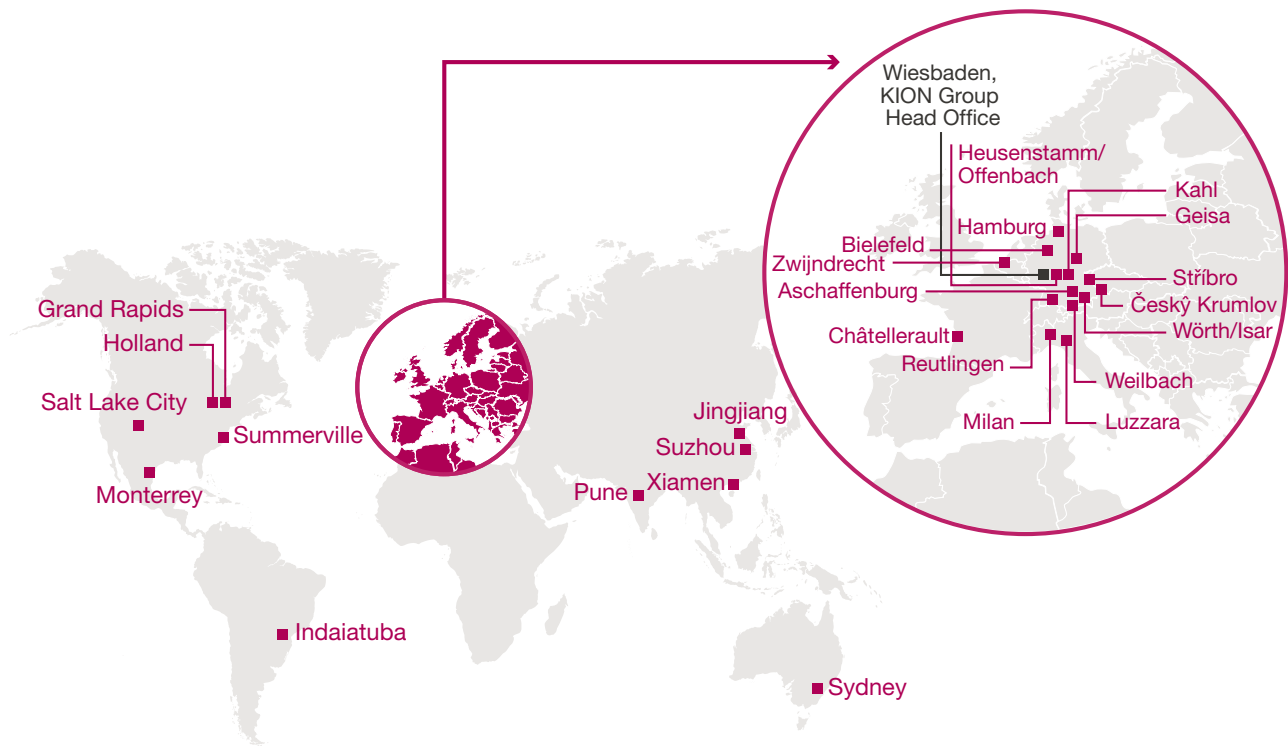 Wiesbaden,
KION Group
Head Office
Heusenstamm/
Offenbach
Kahl
Geisa
Hamburg
Bielefeld
Zwijndrecht
Stříbro
Aschaffenburg
Český Krumlov
Wörth/Isar
Châtellerault
Reutlingen
Weilbach
Milan
Luzzara
Grand Rapids
Holland
Salt Lake City
Summerville
Monterrey
Jingjiang
Suzhou
Xiamen
Pune
Indaiatuba
Sydney